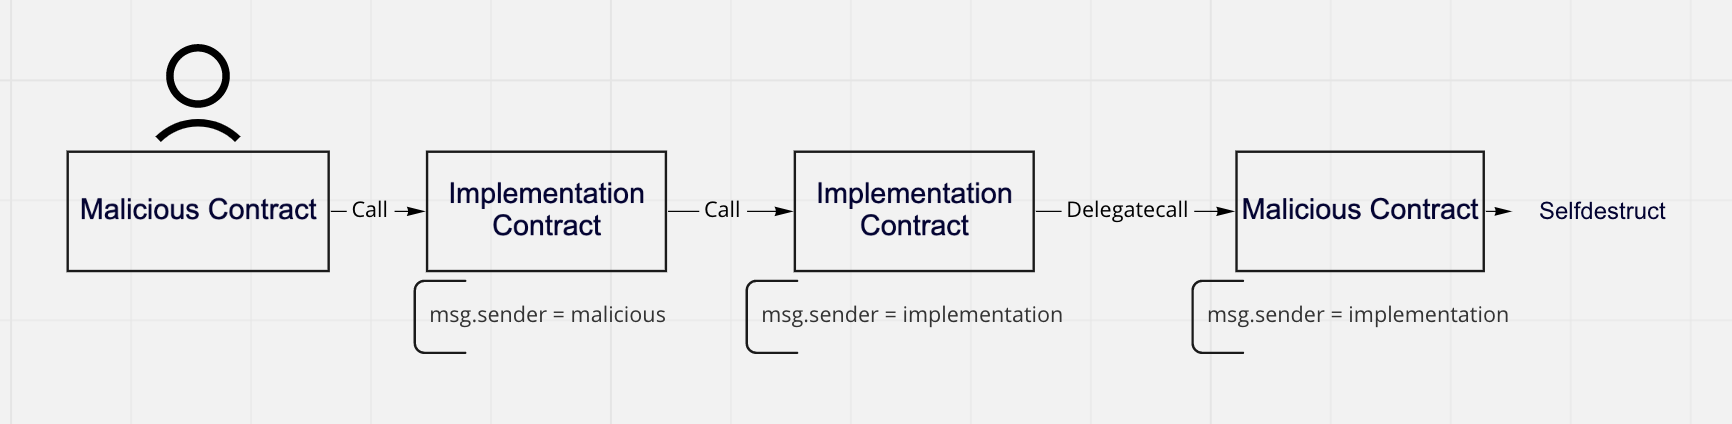 Malicious Contract
Call
Implementation
Contract
Call
Implementation
Contract
Delegatecall
Malicious Contract
Selfdestruct
msg.sender = malicious
msg.sender = implementation
msg.sender = implementation